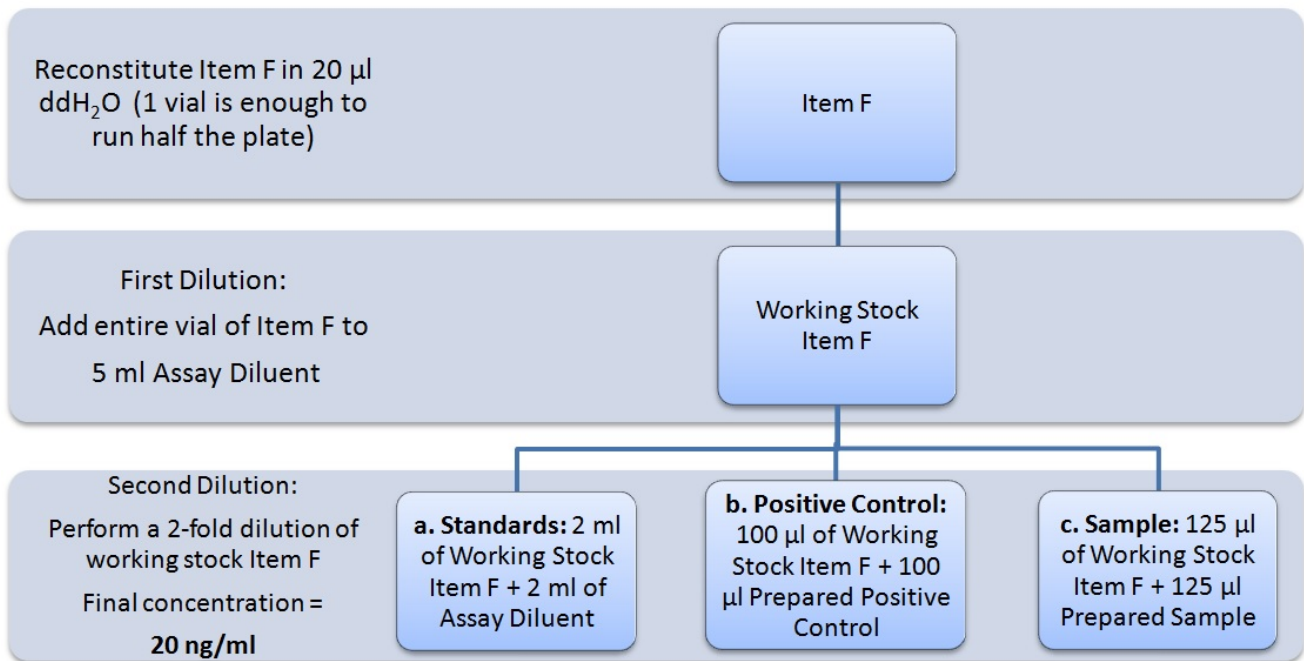 Reconstitute Item F in 20 µl
ddH₂O (1 vial is enough to
run half the plate)
Item F
First Dilution:
Add entire vial of Item F to
5 ml Assay Diluent
Working Stock
Item F
Second Dilution:
Perform a 2-fold dilution of
working stock Item F
Final concentration =
20 ng/ml
a. Standards: 2 ml
of Working Stock
Item F + 2 ml of
Assay Diluent
b. Positive Control:
100 µl of Working
Stock Item F + 100
µl Prepared Positive
Control
c. Sample: 125 µl
of Working Stock
Item F + 125 µl
Prepared Sample